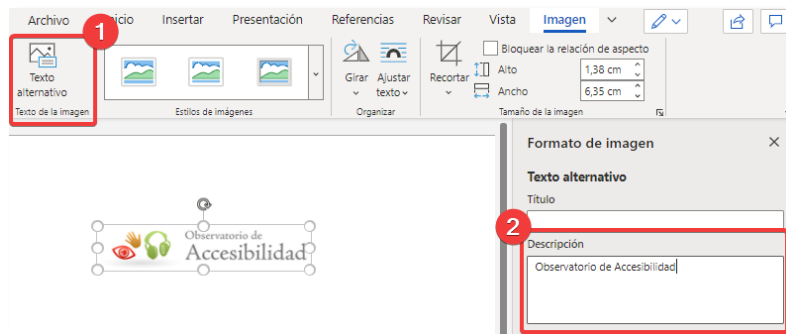 Archivo Inicio Insertar Presentación Referencias Revisar Vista Imagen
1
Texto alternativo
Girar
Ajustar texto
Recortar
Bloquear la relación de aspecto
Alto 1,38 cm
Ancho 6,35 cm
Texto de la imagen Estilos de imágenes Organizar Tamaño de la imagen
Formato de imagen
Texto alternativo
Título
2
Descripción
Observatorio de Accesibilidad
Observatorio de
Accesibilidad